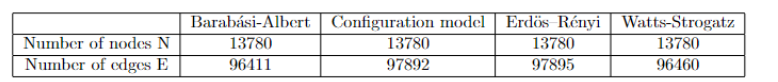 Barabási-Albert Configuration model Erdös–Rényi Watts-Strogatz
Number of nodes N 13780 13780 13780 13780
Number of edges E 96411 97892 97895 96460